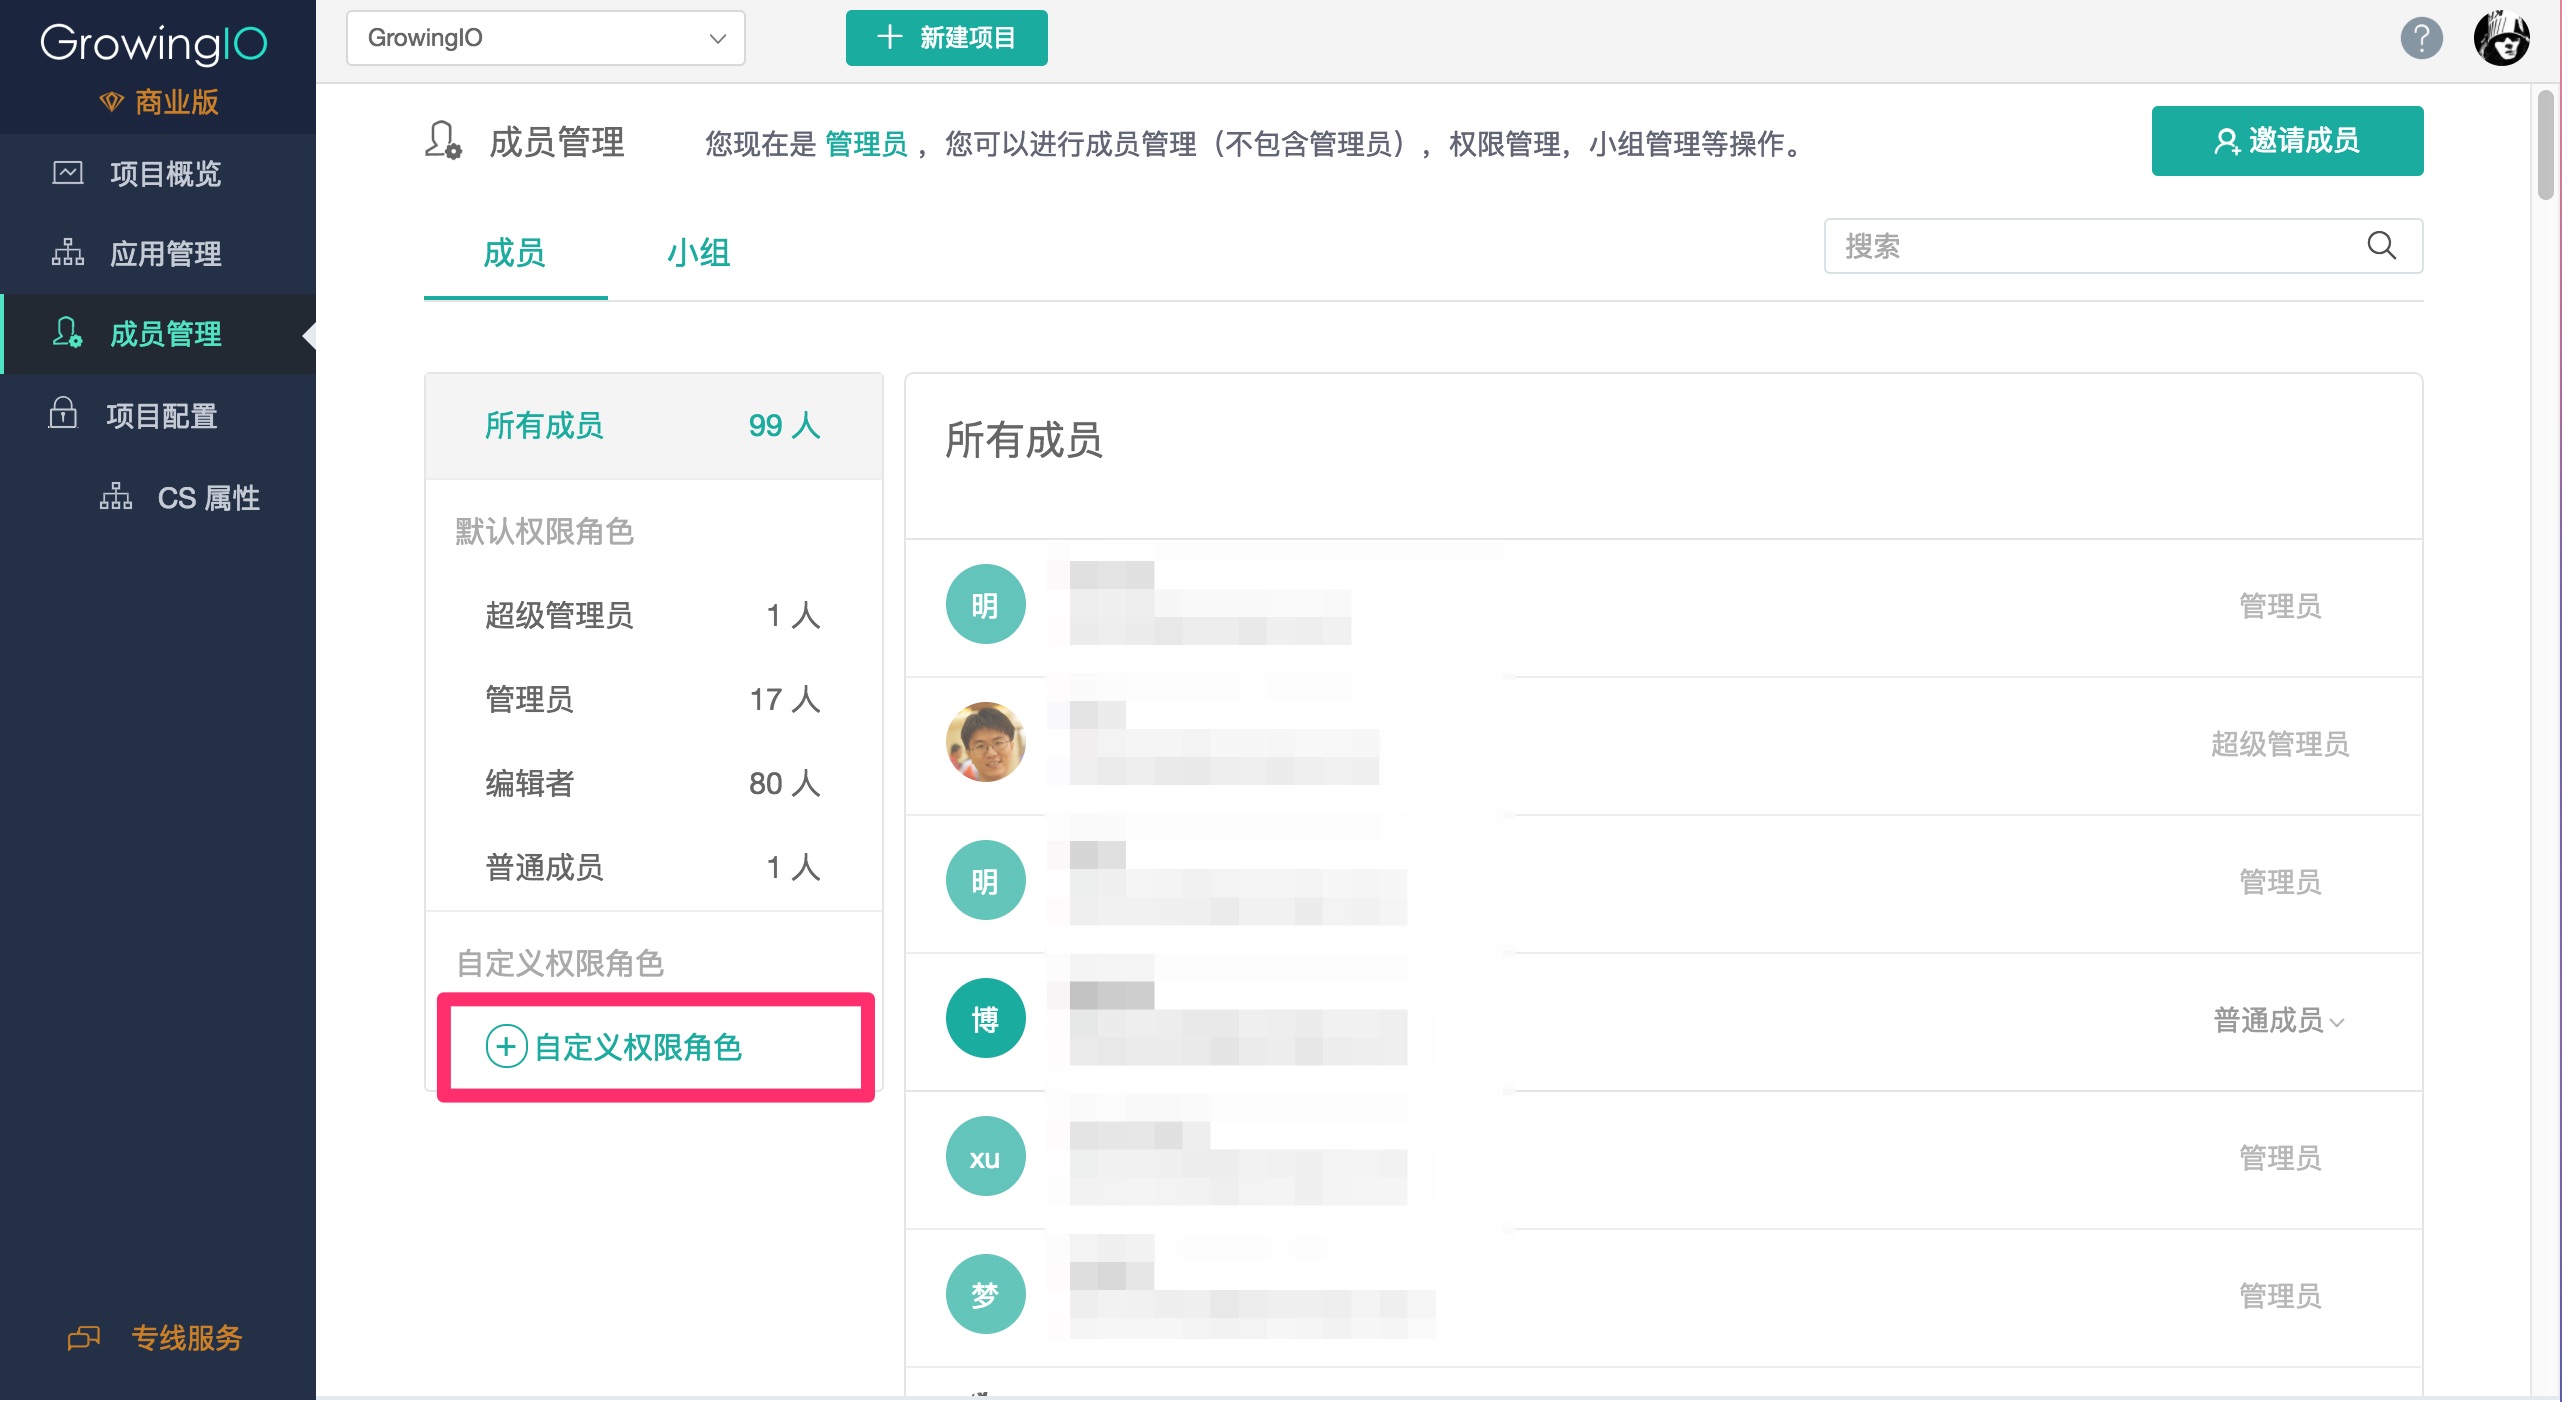 GrowingIO
商业版
项目概览
应用管理
成员管理
项目配置
CS 属性
专线服务
GrowingIO
新建项目
?
成员管理
您现在是 管理员 ，您可以进行成员管理（不包含管理员），权限管理，小组管理等操作。
邀请成员
成员
小组
搜索
所有成员 99 人
默认权限角色
超级管理员 1 人
管理员 17 人
编辑者 80 人
普通成员 1 人
自定义权限角色
自定义权限角色
所有成员
明 管理员
超级管理员
明 管理员
博 普通成员
xu 管理员
梦 管理员